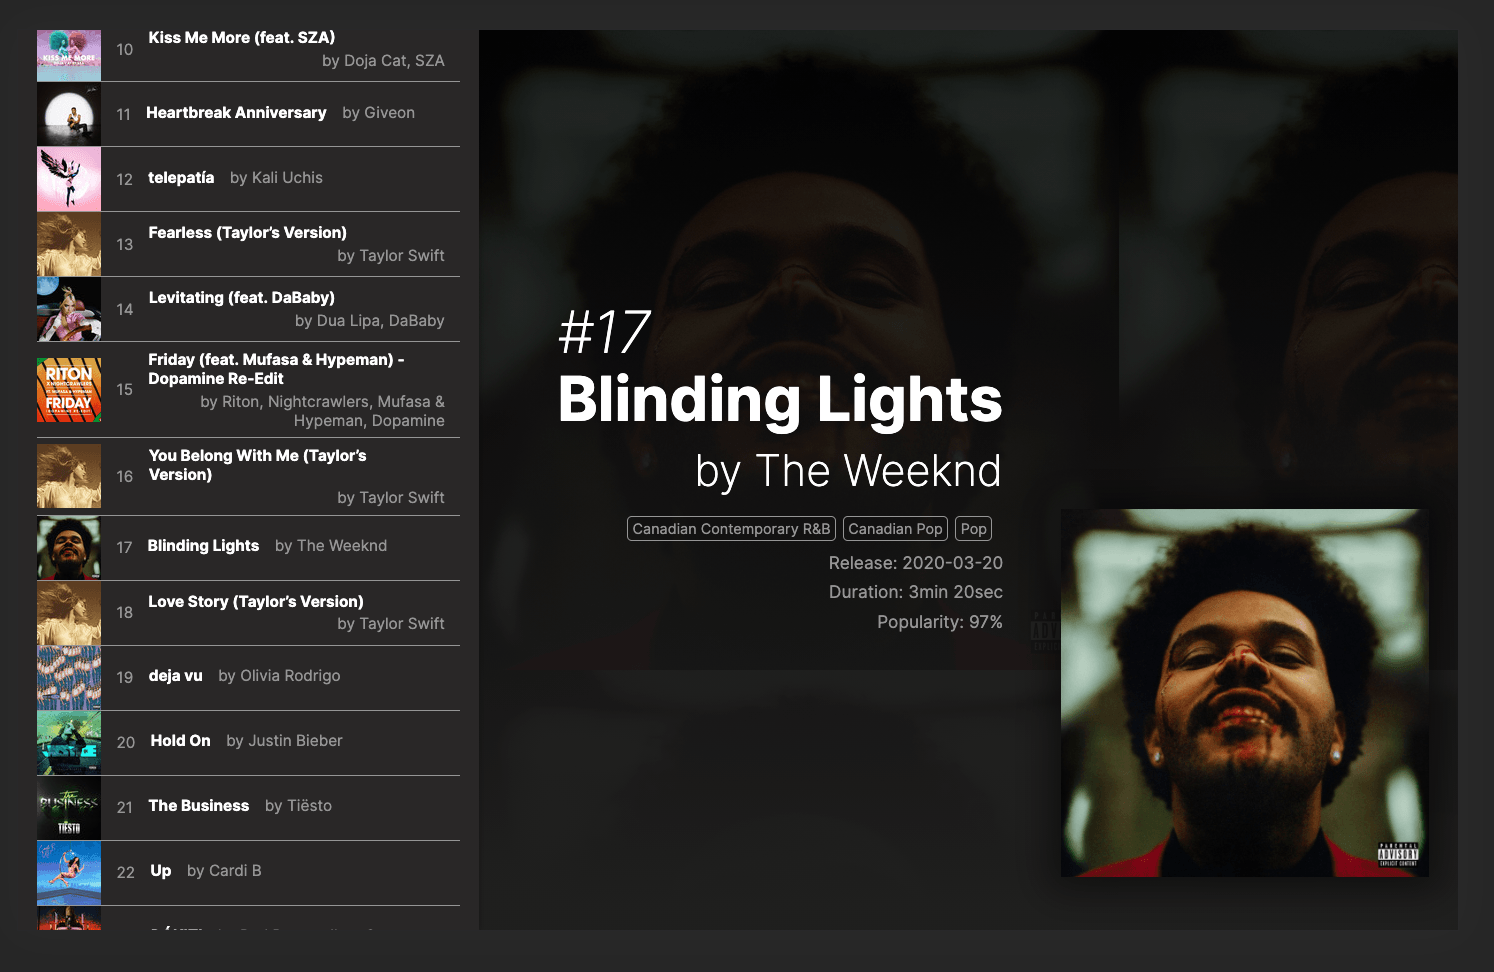 KISS ME MORE
10
Kiss Me More (feat. SZA)
by Doja Cat, SZA
11 Heartbreak Anniversary by Giveon
12 telepatía by Kali Uchis
13
Fearless (Taylor’s Version)
by Taylor Swift
14
Levitating (feat. DaBaby)
by Dua Lipa, DaBaby
RITON
FRIDAY
15
Friday (feat. Mufasa & Hypeman) -
Dopamine Re-Edit
by Riton, Nightcrawlers, Mufasa &
Hypeman, Dopamine
16
You Belong With Me (Taylor’s
Version)
by Taylor Swift
17 Blinding Lights by The Weeknd
18
Love Story (Taylor’s Version)
by Taylor Swift
19 deja vu by Olivia Rodrigo
20 Hold On by Justin Bieber
the
BUSINESS
TIËSTO
21 The Business by Tiësto
22 Up by Cardi B
#17
Blinding Lights
by The Weeknd
Canadian Contemporary R&B Canadian Pop Pop
Release: 2020-03-20
Duration: 3min 20sec
Popularity: 97%
PARENTAL
ADVISORY
EXPLICIT CONTENT